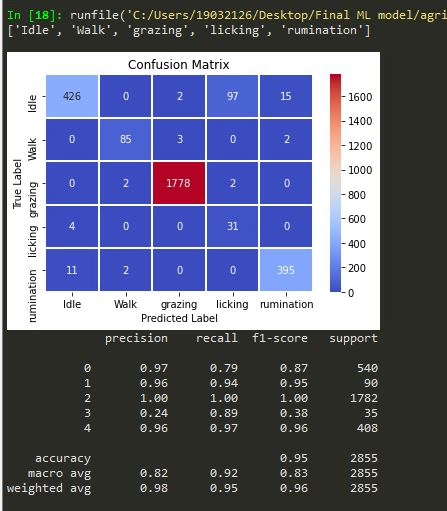 In [18]: runfile('C:/Users/19032126/Desktop/Final ML model/agri
['Idle', 'Walk', 'grazing', 'licking', 'rumination']
Confusion Matrix
Idle 426 0 2 97 15
Walk 0 85 3 0 2
grazing 0 2 1778 2 0
licking 4 0 0 31 0
rumination 11 2 0 0 395
True Label
Idle Walk grazing licking rumination
Predicted Label
1600
1400
1200
1000
800
600
400
200
0
precision recall f1-score support
0 0.97 0.79 0.87 540
1 0.96 0.94 0.95 90
2 1.00 1.00 1.00 1782
3 0.24 0.89 0.38 35
4 0.96 0.97 0.96 408
accuracy 0.95 2855
macro avg 0.82 0.92 0.83 2855
weighted avg 0.98 0.95 0.96 2855